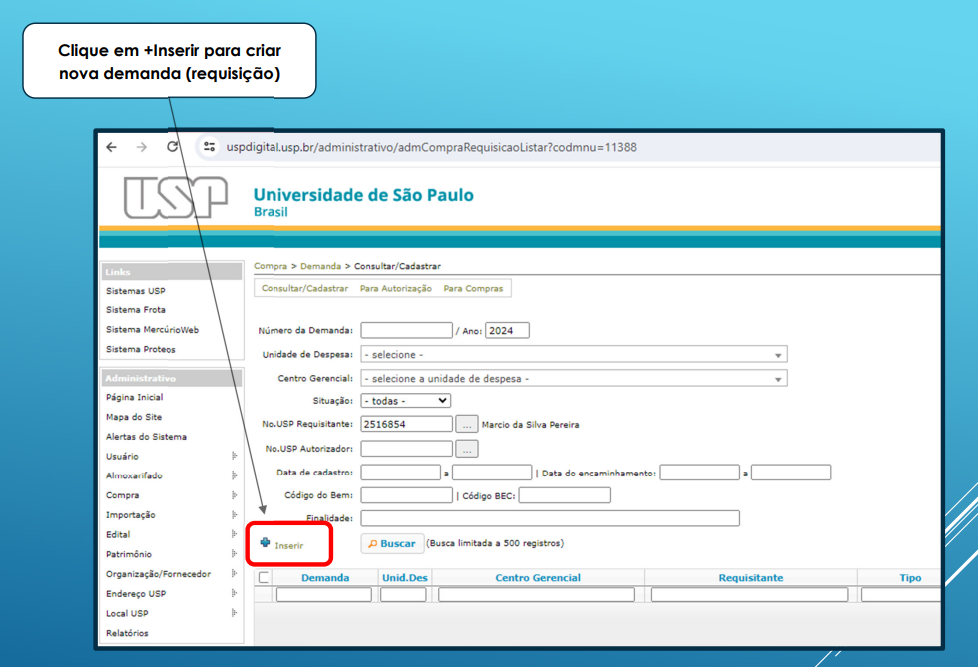 Clique em +Inserir para criar
nova demanda (requisição)
uspdigital.usp.br/administrativo/admCompraRequisicaoListar?codmnu=11388
USP
Universidade de São Paulo
Brasil
Links
Sistemas USP
Sistema Frota
Sistema MercúrioWeb
Sistema Proteos
Administrativo
Página Inicial
Mapa do Site
Alertas do Sistema
Usuário
Almoxarifado
Compra
Importação
Edital
Patrimônio
Organização/Fornecedor
Endereço USP
Local USP
Relatórios
Compra > Demanda > Consultar/Cadastrar
Consultar/Cadastrar Para Autorização Para Compras
Número da Demanda: / Ano: 2024
Unidade de Despesa: - selecione -
Centro Gerencial: - selecione a unidade de despesa -
Situação: - todas -
No.USP Requisitante: 2516854 ... Marcio da Silva Pereira
No.USP Autorizador: ...
Data de cadastro: a | Data do encaminhamento: a
Código do Bem: | Código BEC:
Finalidade:
Inserir Buscar (Busca limitada a 500 registros)
Demanda Unid.Des Centro Gerencial Requisitante Tipo